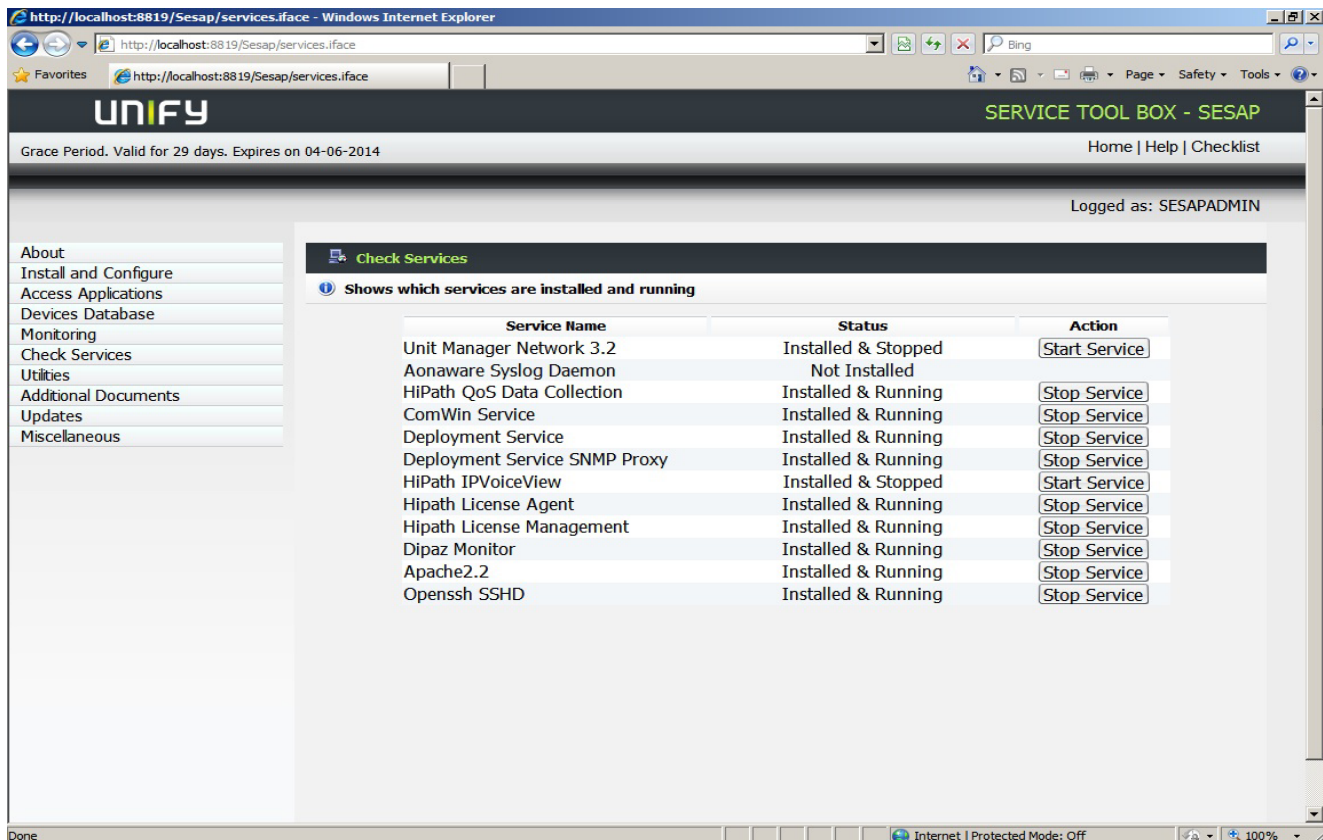 http://localhost:8819/Sesap/services.iface - Windows Internet Explorer
http://localhost:8819/Sesap/services.iface
Bing
Favorites
http://localhost:8819/Sesap/services.iface
Page Safety Tools
UNIFY
SERVICE TOOL BOX - SESAP
Grace Period. Valid for 29 days. Expires on 04-06-2014
Home | Help | Checklist
Logged as: SESAPADMIN
About
Install and Configure
Access Applications
Devices Database
Monitoring
Check Services
Utilities
Additional Documents
Updates
Miscellaneous
Check Services
Shows which services are installed and running
Service Name Status Action
Unit Manager Network 3.2 Installed & Stopped Start Service
Aonaware Syslog Daemon Not Installed
HiPath QoS Data Collection Installed & Running Stop Service
ComWin Service Installed & Running Stop Service
Deployment Service Installed & Running Stop Service
Deployment Service SNMP Proxy Installed & Running Stop Service
HiPath IPVoiceView Installed & Stopped Start Service
Hipath License Agent Installed & Running Stop Service
Hipath License Management Installed & Running Stop Service
Dipaz Monitor Installed & Running Stop Service
Apache2.2 Installed & Running Stop Service
Openssh SSHD Installed & Running Stop Service
Done
Internet | Protected Mode: Off
100%